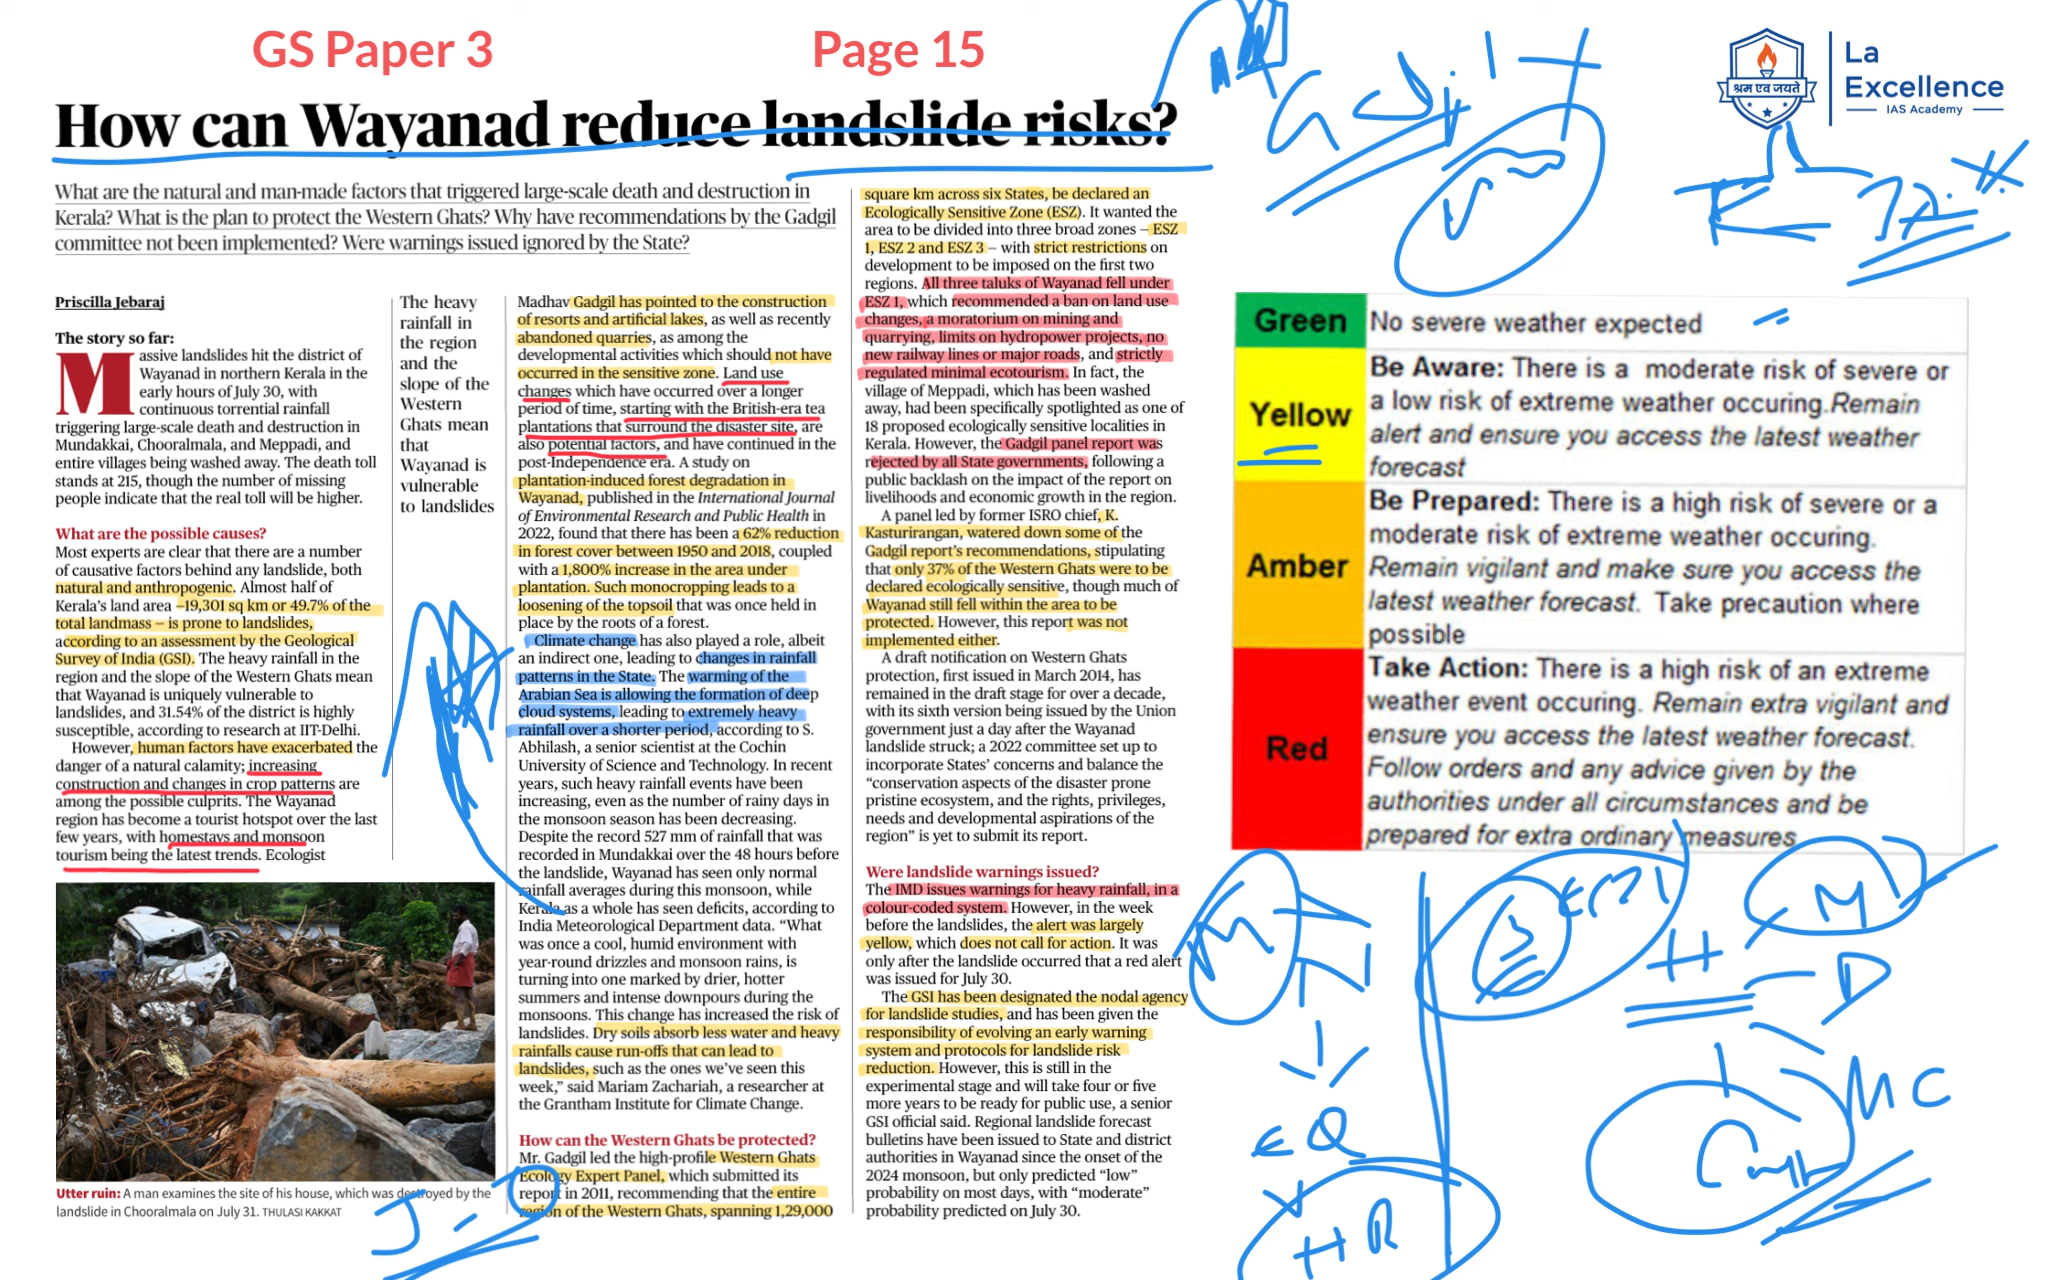 GS Paper 3
Page 15
श्रम एव जयते
La
Excellence
IAS Academy
How can Wayanad reduce landslide risks?
What are the natural and man-made factors that triggered large-scale death and destruction in
Kerala? What is the plan to protect the Western Ghats? Why have recommendations by the Gadgil
committee not been implemented? Were warnings issued ignored by the State?
Priscilla Jebaraj
The story so far:
Massive landslides hit the district of
Wayanad in northern Kerala in the
early hours of July 30, with
continuous torrential rainfall
triggering large-scale death and destruction in
Mundakkai, Chooralmala, and Meppadi, and
entire villages being washed away. The death toll
stands at 215, though the number of missing
people indicate that the real toll will be higher.
What are the possible causes?
Most experts are clear that there are a number
of causative factors behind any landslide, both
natural and anthropogenic. Almost half of
Kerala's land area –19,301 sq km or 49.7% of the
total landmass – is prone to landslides,
according to an assessment by the Geological
Survey of India (GSI). The heavy rainfall in the
region and the slope of the Western Ghats mean
that Wayanad is uniquely vulnerable to
landslides, and 31.54% of the district is highly
susceptible, according to research at IIT-Delhi.
However, human factors have exacerbated the
danger of a natural calamity; increasing
construction and changes in crop patterns are
among the possible culprits. The Wayanad
region has become a tourist hotspot over the last
few years, with homestays and monsoon
tourism being the latest trends. Ecologist
The heavy
rainfall in
the region
and the
slope of the
Western
Ghats mean
that
Wayanad is
vulnerable
to landslides
Utter ruin: A man examines the site of his house, which was destroyed by the
landslide in Chooralmala on July 31. THULASI KAKKAT
Madhav Gadgil has pointed to the construction
of resorts and artificial lakes, as well as recently
abandoned quarries, as among the
developmental activities which should not have
occurred in the sensitive zone. Land use
changes which have occurred over a longer
period of time, starting with the British-era tea
plantations that surround the disaster site, are
also potential factors, and have continued in the
post-Independence era. A study on
plantation-induced forest degradation in
Wayanad, published in the International Journal
of Environmental Research and Public Health in
2022, found that there has been a 62% reduction
in forest cover between 1950 and 2018, coupled
with a 1,800% increase in the area under
plantation. Such monocropping leads to a
loosening of the topsoil that was once held in
place by the roots of a forest.
Climate change has also played a role, albeit
an indirect one, leading to changes in rainfall
patterns in the State. The warming of the
Arabian Sea is allowing the formation of deep
cloud systems, leading to extremely heavy
rainfall over a shorter period, according to S.
Abhilash, a senior scientist at the Cochin
University of Science and Technology. In recent
years, such heavy rainfall events have been
increasing, even as the number of rainy days in
the monsoon season has been decreasing.
Despite the record 527 mm of rainfall that was
recorded in Mundakkai over the 48 hours before
the landslide, Wayanad has seen only normal
rainfall averages during this monsoon, while
Kerala as a whole has seen deficits, according to
India Meteorological Department data. “What
was once a cool, humid environment with
year-round drizzles and monsoon rains, is
turning into one marked by drier, hotter
summers and intense downpours during the
monsoons. This change has increased the risk of
landslides. Dry soils absorb less water and heavy
rainfalls cause run-offs that can lead to
landslides, such as the ones we've seen this
week,” said Mariam Zachariah, a researcher at
the Grantham Institute for Climate Change.
How can the Western Ghats be protected?
Mr. Gadgil led the high-profile Western Ghats
Ecology Expert Panel, which submitted its
report in 2011, recommending that the entire
region of the Western Ghats, spanning 1,29,000
square km across six States, be declared an
Ecologically Sensitive Zone (ESZ). It wanted the
area to be divided into three broad zones – ESZ
1, ESZ 2 and ESZ 3 – with strict restrictions on
development to be imposed on the first two
regions. All three taluks of Wayanad fell under
ESZ 1, which recommended a ban on land use
changes, a moratorium on mining and
quarrying, limits on hydropower projects, no
new railway lines or major roads, and strictly
regulated minimal ecotourism. In fact, the
village of Meppadi, which has been washed
away, had been specifically spotlighted as one of
18 proposed ecologically sensitive localities in
Kerala. However, the Gadgil panel report was
rejected by all State governments, following a
public backlash on the impact of the report on
livelihoods and economic growth in the region.
A panel led by former ISRO chief, K.
Kasturirangan, watered down some of the
Gadgil report's recommendations, stipulating
that only 37% of the Western Ghats were to be
declared ecologically sensitive, though much of
Wayanad still fell within the area to be
protected. However, this report was not
implemented either.
A draft notification on Western Ghats
protection, first issued in March 2014, has
remained in the draft stage for over a decade,
with its sixth version being issued by the Union
government just a day after the Wayanad
landslide struck; a 2022 committee set up to
incorporate States' concerns and balance the
“conservation aspects of the disaster prone
pristine ecosystem, and the rights, privileges,
needs and developmental aspirations of the
region” is yet to submit its report.
Were landslide warnings issued?
The IMD issues warnings for heavy rainfall, in a
colour-coded system. However, in the week
before the landslides, the alert was largely
yellow, which does not call for action. It was
only after the landslide occurred that a red alert
was issued for July 30.
The GSI has been designated the nodal agency
for landslide studies, and has been given the
responsibility of evolving an early warning
system and protocols for landslide risk
reduction. However, this is still in the
experimental stage and will take four or five
more years to be ready for public use, a senior
GSI official said. Regional landslide forecast
bulletins have been issued to State and district
authorities in Wayanad since the onset of the
2024 monsoon, but only predicted “low”
probability on most days, with “moderate”
probability predicted on July 30.
Green No severe weather expected
Yellow
Be Aware: There is a moderate risk of severe or
a low risk of extreme weather occuring.Remain
alert and ensure you access the latest weather
forecast
Amber
Be Prepared: There is a high risk of severe or a
moderate risk of extreme weather occuring.
Remain vigilant and make sure you access the
latest weather forecast. Take precaution where
possible
Red
Take Action: There is a high risk of an extreme
weather event occuring. Remain extra vigilant and
ensure you access the latest weather forecast.
Follow orders and any advice given by the
authorities under all circumstances and be
prepared for extra ordinary measures
H
M
D
MC
EQ
HR